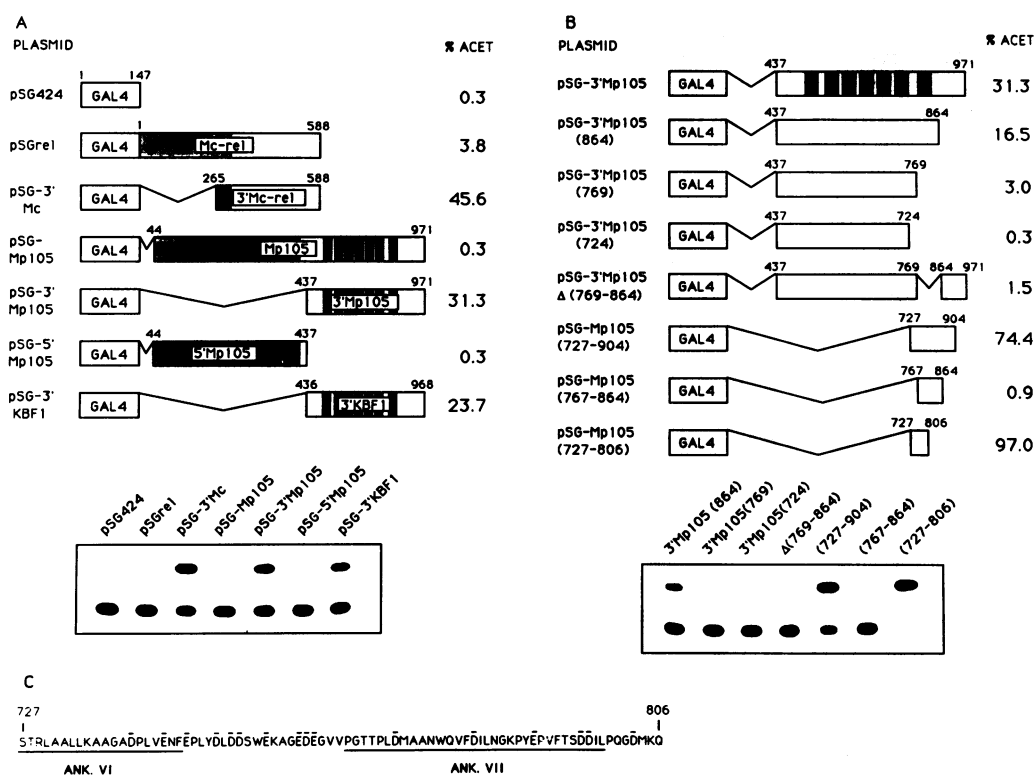 A
PLASMID
% ACET
1 147
pSG424 GAL4 0.3
1 588
pSGrel GAL4 Mc-rel 3.8
265 588
pSG-3' Mc GAL4 3'Mc-rel 45.6
44 971
pSG-Mp105 GAL4 Mp105 0.3
437 971
pSG-3' Mp105 GAL4 3'Mp105 31.3
44 437
pSG-5' Mp105 GAL4 5'Mp105 0.3
436 968
pSG-3' KBF1 GAL4 3'KBF1 23.7
pSG424 pSGrel pSG-3'Mc pSG-Mp105 pSG-3'Mp105 pSG-5'Mp105 pSG-3'KBF1
B
PLASMID
% ACET
437 971
pSG-3'Mp105 GAL4 31.3
437 864
pSG-3'Mp105 (864) GAL4 16.5
437 769
pSG-3'Mp105 (769) GAL4 3.0
437 724
pSG-3'Mp105 (724) GAL4 0.3
437 769 864 971
pSG-3'Mp105 Δ (769-864) GAL4 1.5
727 904
pSG-Mp105 (727-904) GAL4 74.4
767 864
pSG-Mp105 (767-864) GAL4 0.9
727 806
pSG-Mp105 (727-806) GAL4 97.0
3'Mp105 (864) 3'Mp105(769) 3'Mp105(724) Δ(769-864) (727-904) (767-864) (727-806)
C
727 806
STRLAALLKAAGADPLVENFEPLYDLDDSWEKAGEDEGVVPGTTPLDMAANWQVFDILNGKPYEPVFTSDDILPQGDMKQ
ANK. VI ANK. VII